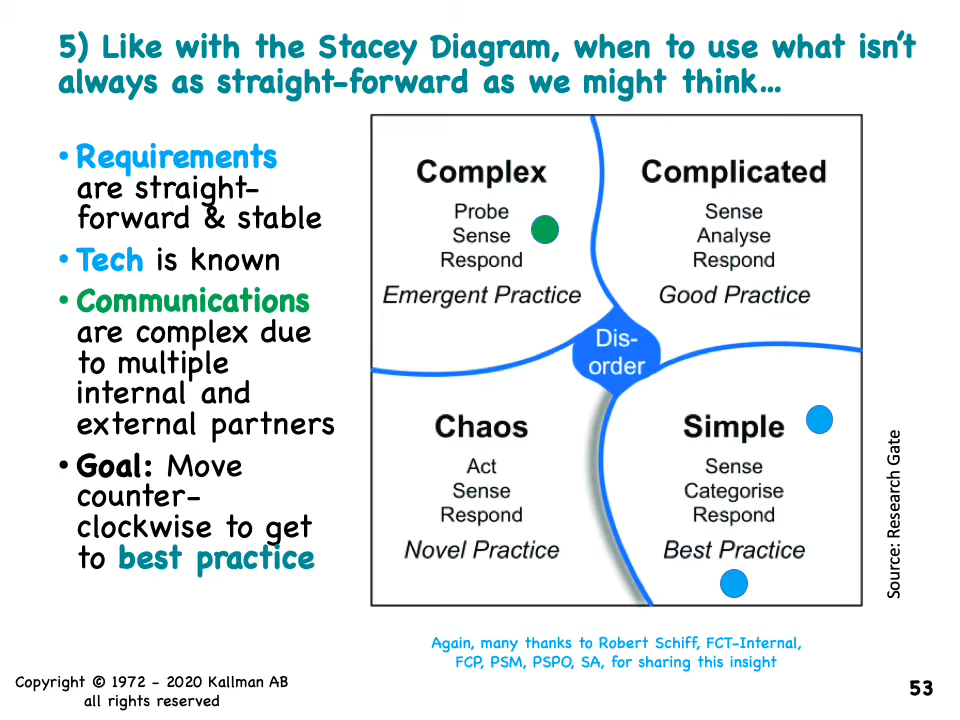 5) Like with the Stacey Diagram, when to use what isn't
always as straight-forward as we might think...
• Requirements
are straight-
forward & stable
• Tech is known
• Communications
are complex due
to multiple
internal and
external partners
• Goal: Move
counter-
clockwise to get
to best practice
Complex
Probe
Sense
Respond
Emergent Practice
Complicated
Sense
Analyse
Respond
Good Practice
Dis-
order
Chaos
Act
Sense
Respond
Novel Practice
Simple
Sense
Categorise
Respond
Best Practice
Source: Research Gate
Again, many thanks to Robert Schiff, FCT-Internal,
FCP, PSM, PSPO, SA, for sharing this insight
Copyright © 1972 - 2020 Kallman AB
all rights reserved
53